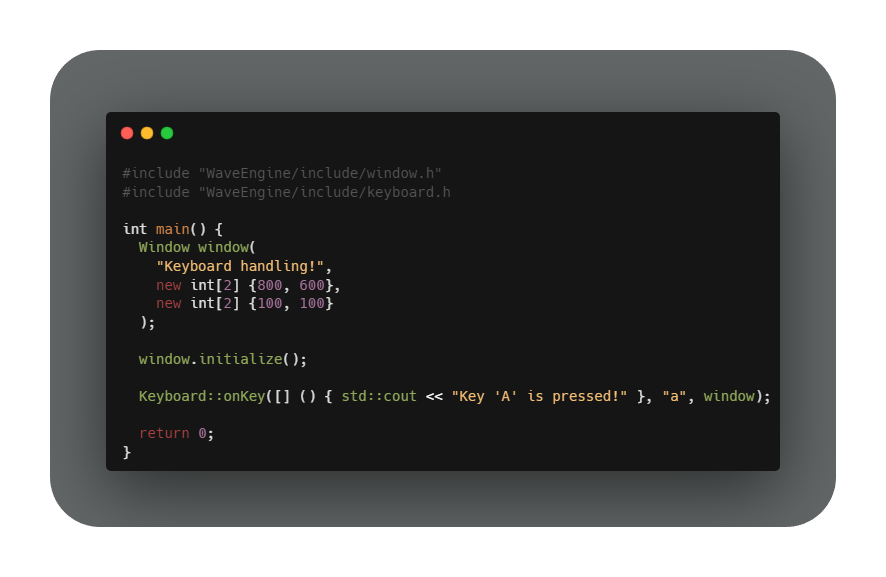 #include "WaveEngine/include/window.h"
#include "WaveEngine/include/keyboard.h

int main() {
  Window window(
    "Keyboard handling!",
    new int[2] {800, 600},
    new int[2] {100, 100}
  );

  window.initialize();

  Keyboard::onKey([] () { std::cout << "Key 'A' is pressed!" }, "a", window);

  return 0;
}